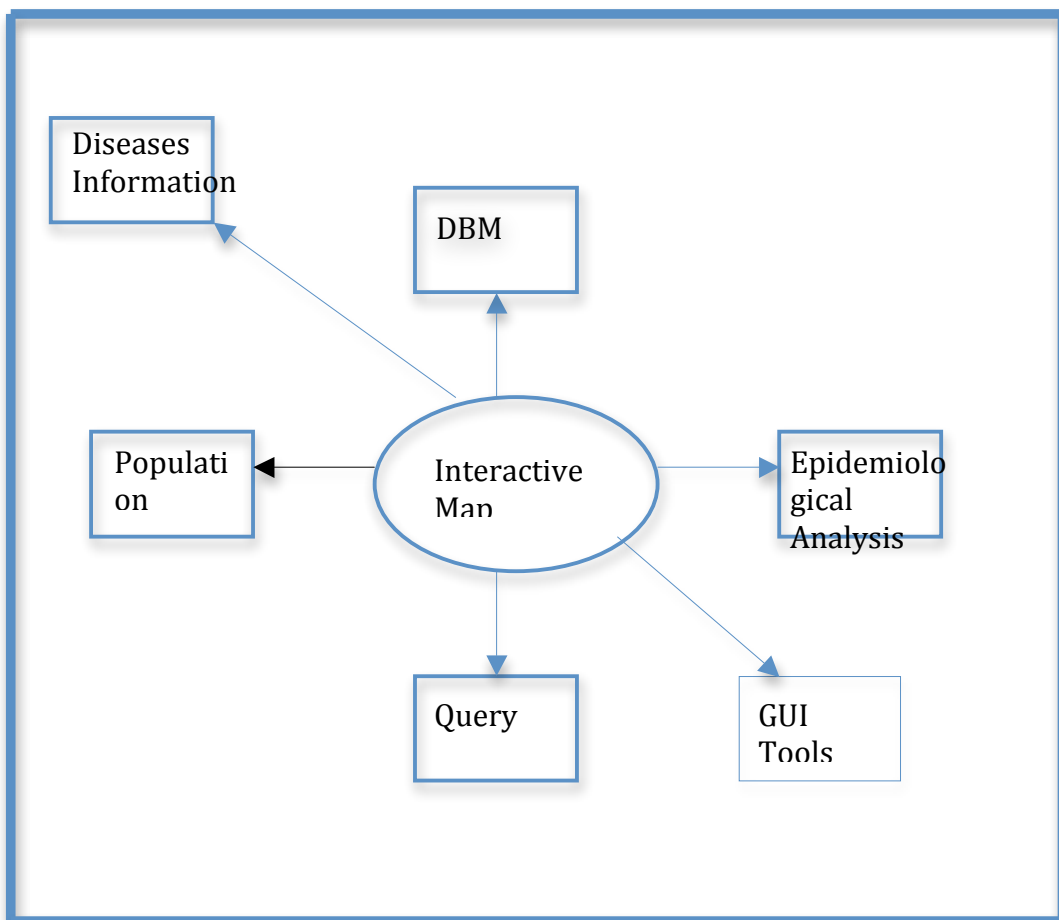 Diseases
Information
DBM
Populati
on
Interactive
Map
Epidemiolo
gical
Analysis
Query
GUI
Tools